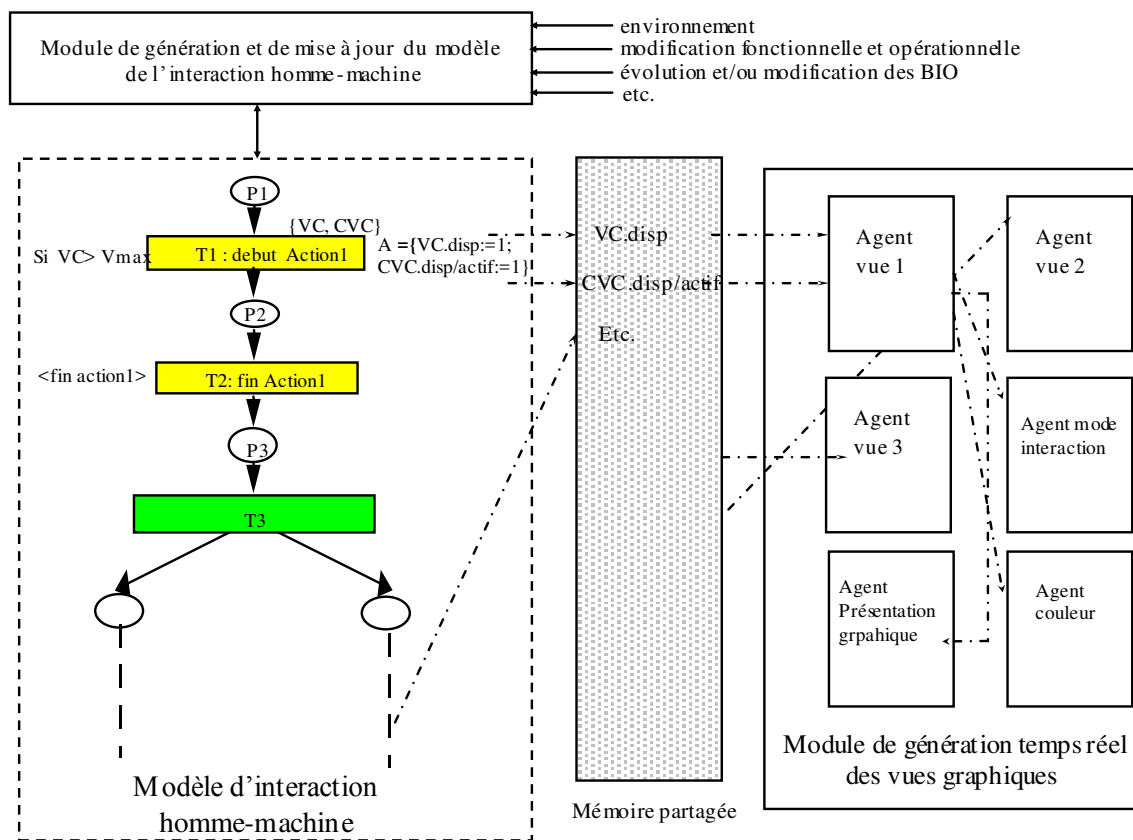 Module de génération et de mise à jour du modèle
de l'interaction homme-machine
environnement
modification fonctionnelle et opérationnelle
évolution et/ou modification des BIO
etc.
P1
{VC, CVC}
Si VC> Vmax
T1 : debut Action1
A ={VC.disp:=1;
CVC.disp/actif:=1}
P2
<fin action1>
T2: fin Action1
P3
T3
Modèle d'interaction
homme-machine
VC.disp
CVC.disp/actif
Etc.
Mémoire partagée
Agent
vue 1
Agent
vue 2
Agent
vue 3
Agent mode
interaction
Agent
Présentation
grpahique
Agent
couleur
Module de génération temps réel
des vues graphiques